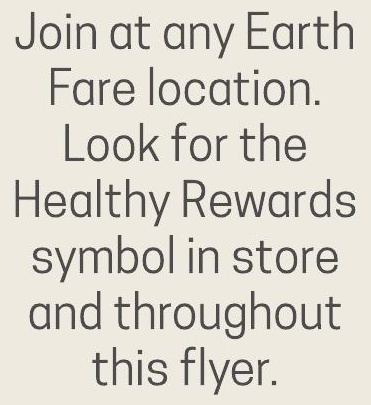 Join at any Earth
Fare location.
Look for the
Healthy Rewards
symbol in store
and throughout
this flyer.